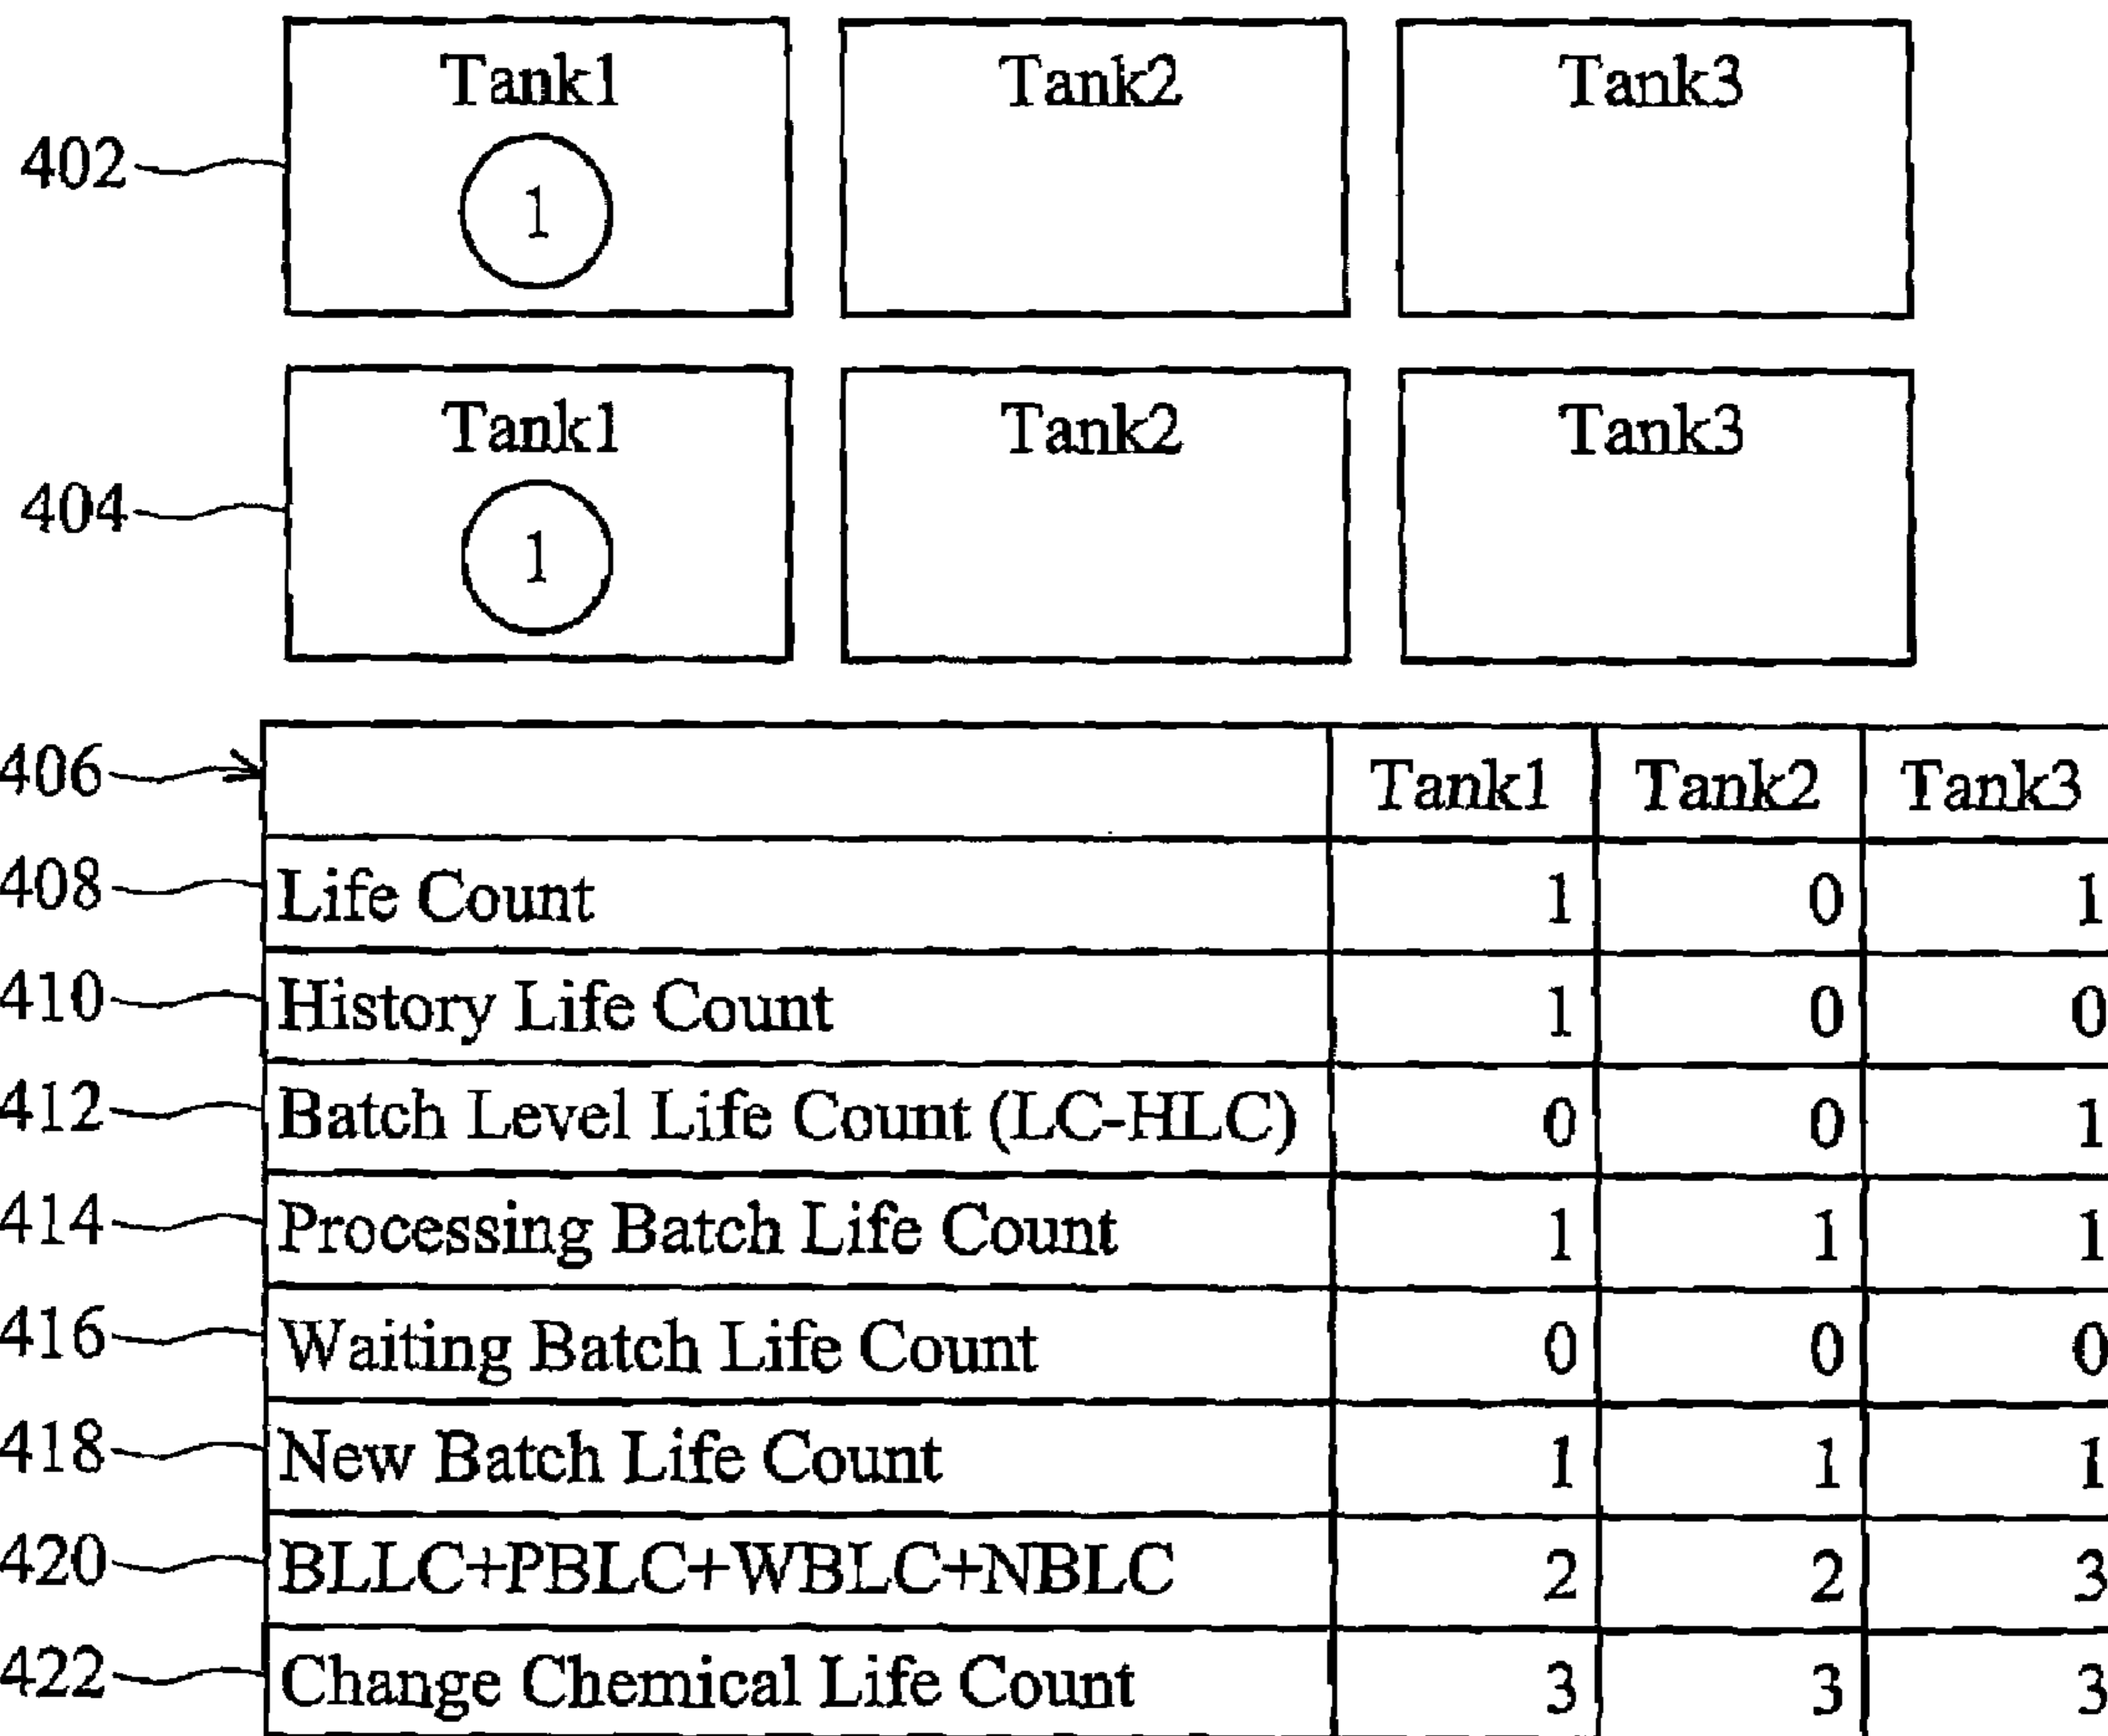 Tank1 Tank2 Tank3
402 1
Tank1 Tank2 Tank3
404 1
406 Tank1 Tank2 Tank3
408 Life Count 1 0 1
410 History Life Count 1 0 0
412 Batch Level Life Count (LC-HLC) 0 0 1
414 Processing Batch Life Count 1 1 1
416 Waiting Batch Life Count 0 0 0
418 New Batch Life Count 1 1 1
420 BLLC+PBLC+WBLC+NBLC 2 2 3
422 Change Chemical Life Count 3 3 3